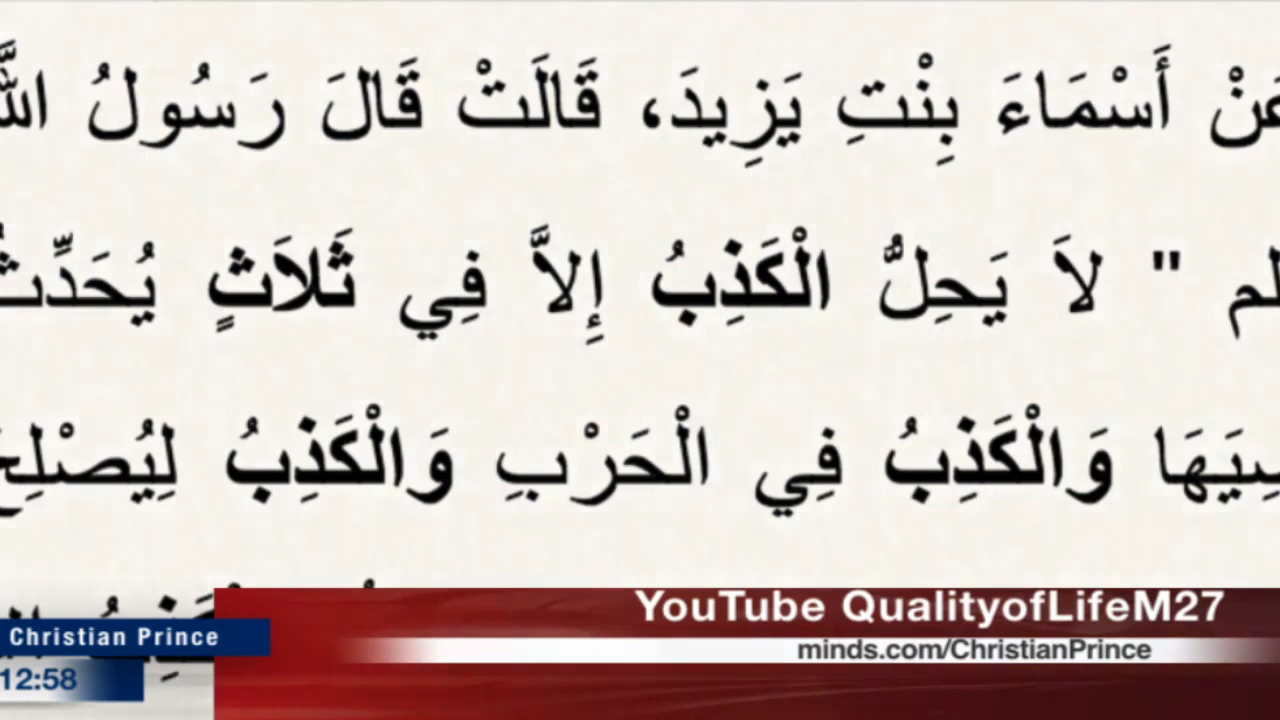 عَنْ أَسْمَاءَ بِنْتِ يَزِيدَ، قَالَتْ قَالَ رَسُولُ
" لاَ يَحِلُّ الْكَذِبُ إِلاَّ فِي ثَلاَثٍ
وَالْكَذِبُ فِي الْحَرْبِ وَالْكَذِبُ
YouTube QualityofLifeM27
minds.com/ChristianPrince
Christian Prince
12:58